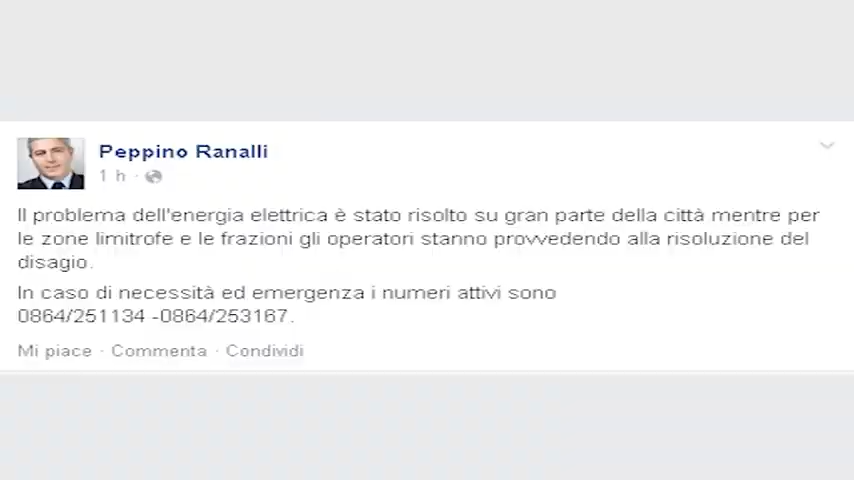 Peppino Ranalli
1 h ·
Il problema dell'energia elettrica è stato risolto su gran parte della città mentre per
le zone limitrofe e le frazioni gli operatori stanno provvedendo alla risoluzione del
disagio.
In caso di necessità ed emergenza i numeri attivi sono
0864/251134 -0864/253167.
Mi piace · Commenta · Condividi